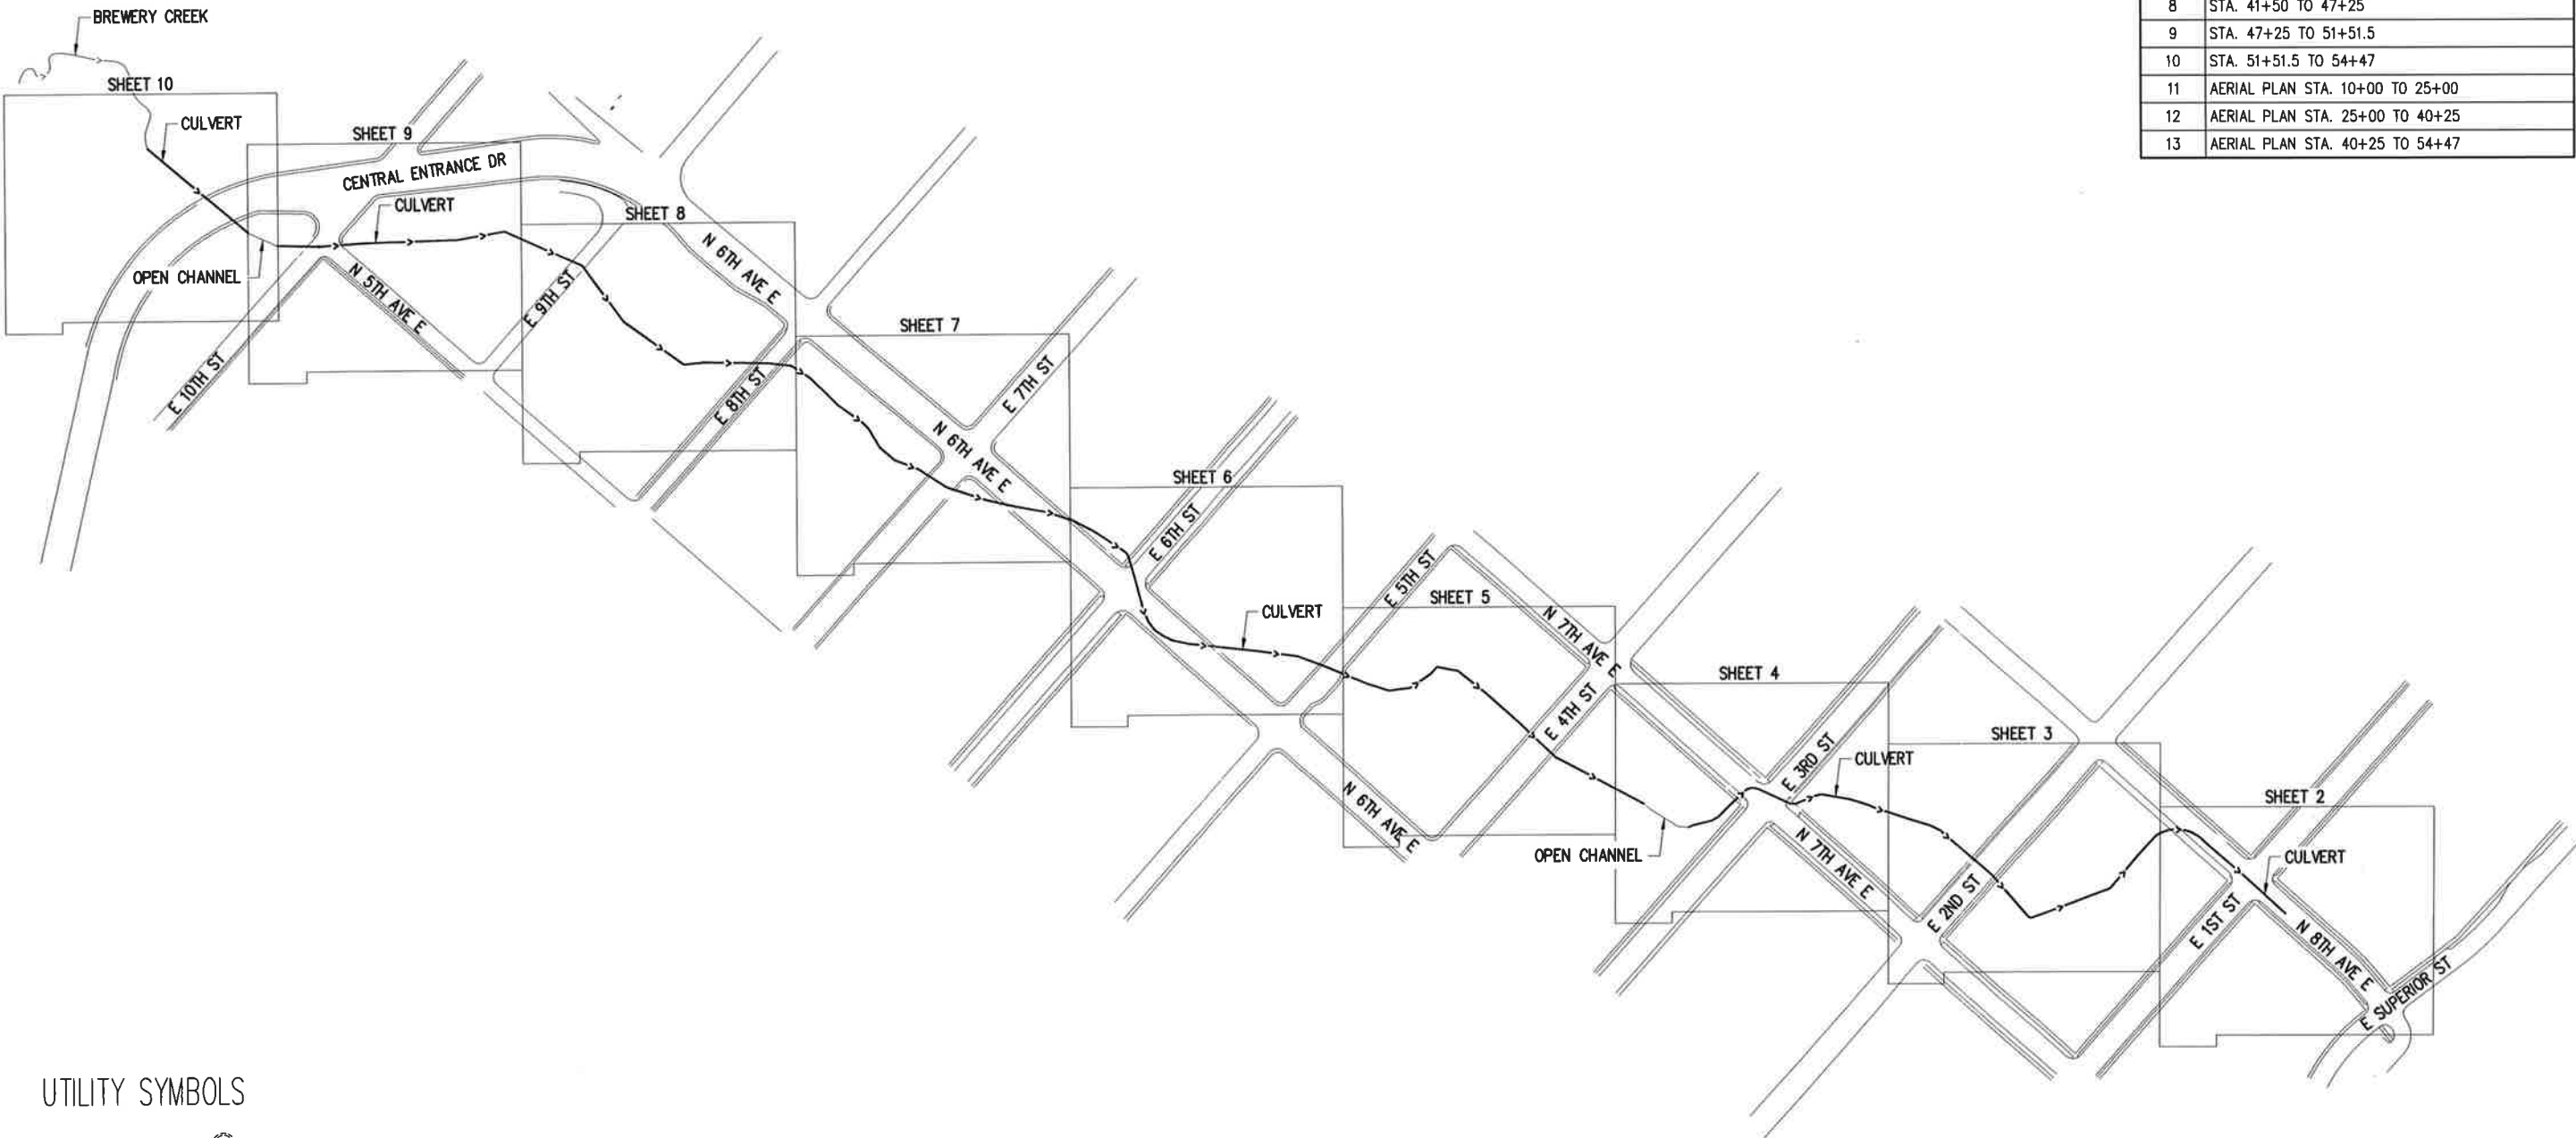 BREWERY CREEK
SHEET 10
CULVERT
SHEET 9
CENTRAL ENTRANCE DR
CULVERT
OPEN CHANNEL
N 5TH AVE E
E 10TH ST
E 9TH ST
SHEET 8
N 6TH AVE E
E 8TH ST
SHEET 7
N 6TH AVE E
E 7TH ST
SHEET 6
E 6TH ST
CULVERT
E 5TH ST
SHEET 5
N 7TH AVE E
E 4TH ST
N 6TH AVE E
OPEN CHANNEL
SHEET 4
E 3RD ST
CULVERT
N 7TH AVE E
SHEET 3
E 2ND ST
SHEET 2
CULVERT
E 1ST ST
N 8TH AVE E
E SUPERIOR ST
8 STA. 41+50 TO 47+25
9 STA. 47+25 TO 51+51.5
10 STA. 51+51.5 TO 54+47
11 AERIAL PLAN STA. 10+00 TO 25+00
12 AERIAL PLAN STA. 25+00 TO 40+25
13 AERIAL PLAN STA. 40+25 TO 54+47
UTILITY SYMBOLS